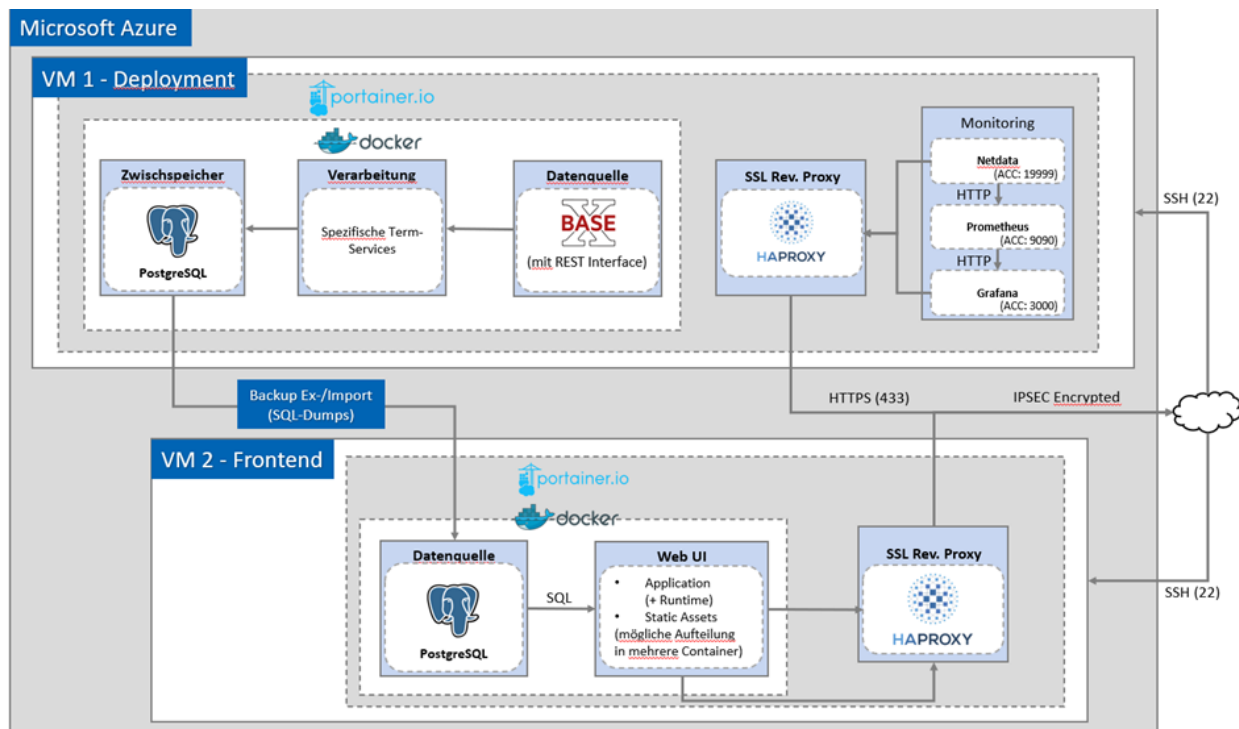 Microsoft Azure
VM 1 - Deployment
portainer.io
docker
Zwischspeicher
PostgreSQL
Verarbeitung
Spezifische Term-
Services
Datenquelle
X
BASE
(mit REST Interface)
SSL Rev. Proxy
HAPROXY
Monitoring
Netdata
(ACC: 19999)
HTTP
Prometheus
(ACC: 9090)
HTTP
Grafana
(ACC: 3000)
SSH (22)
Backup Ex-/Import
(SQL-Dumps)
HTTPS (433)
IPSEC Encrypted
VM 2 - Frontend
portainer.io
docker
Datenquelle
PostgreSQL
SQL
Web UI
• Application
(+ Runtime)
• Static Assets
(mögliche Aufteilung
in mehrere Container)
SSL Rev. Proxy
HAPROXY
SSH (22)